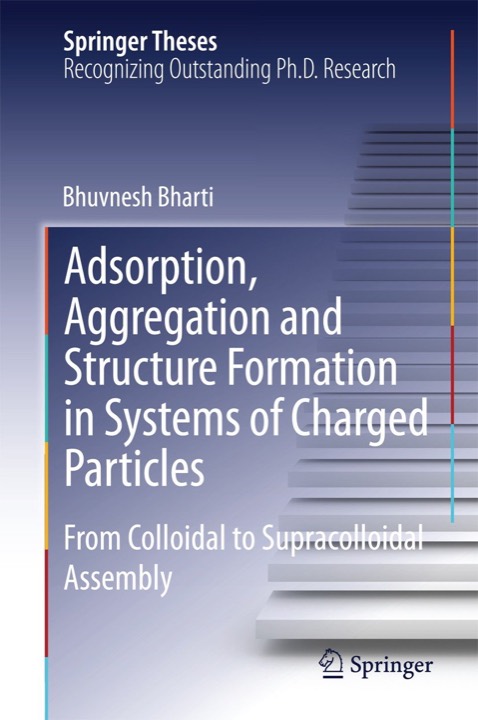 Springer Theses
Recognizing Outstanding Ph.D. Research
Bhuvnesh Bharti
Adsorption,
Aggregation and
Structure Formation
in Systems of Charged
Particles
From Colloidal to Supracolloidal
Assembly
Springer